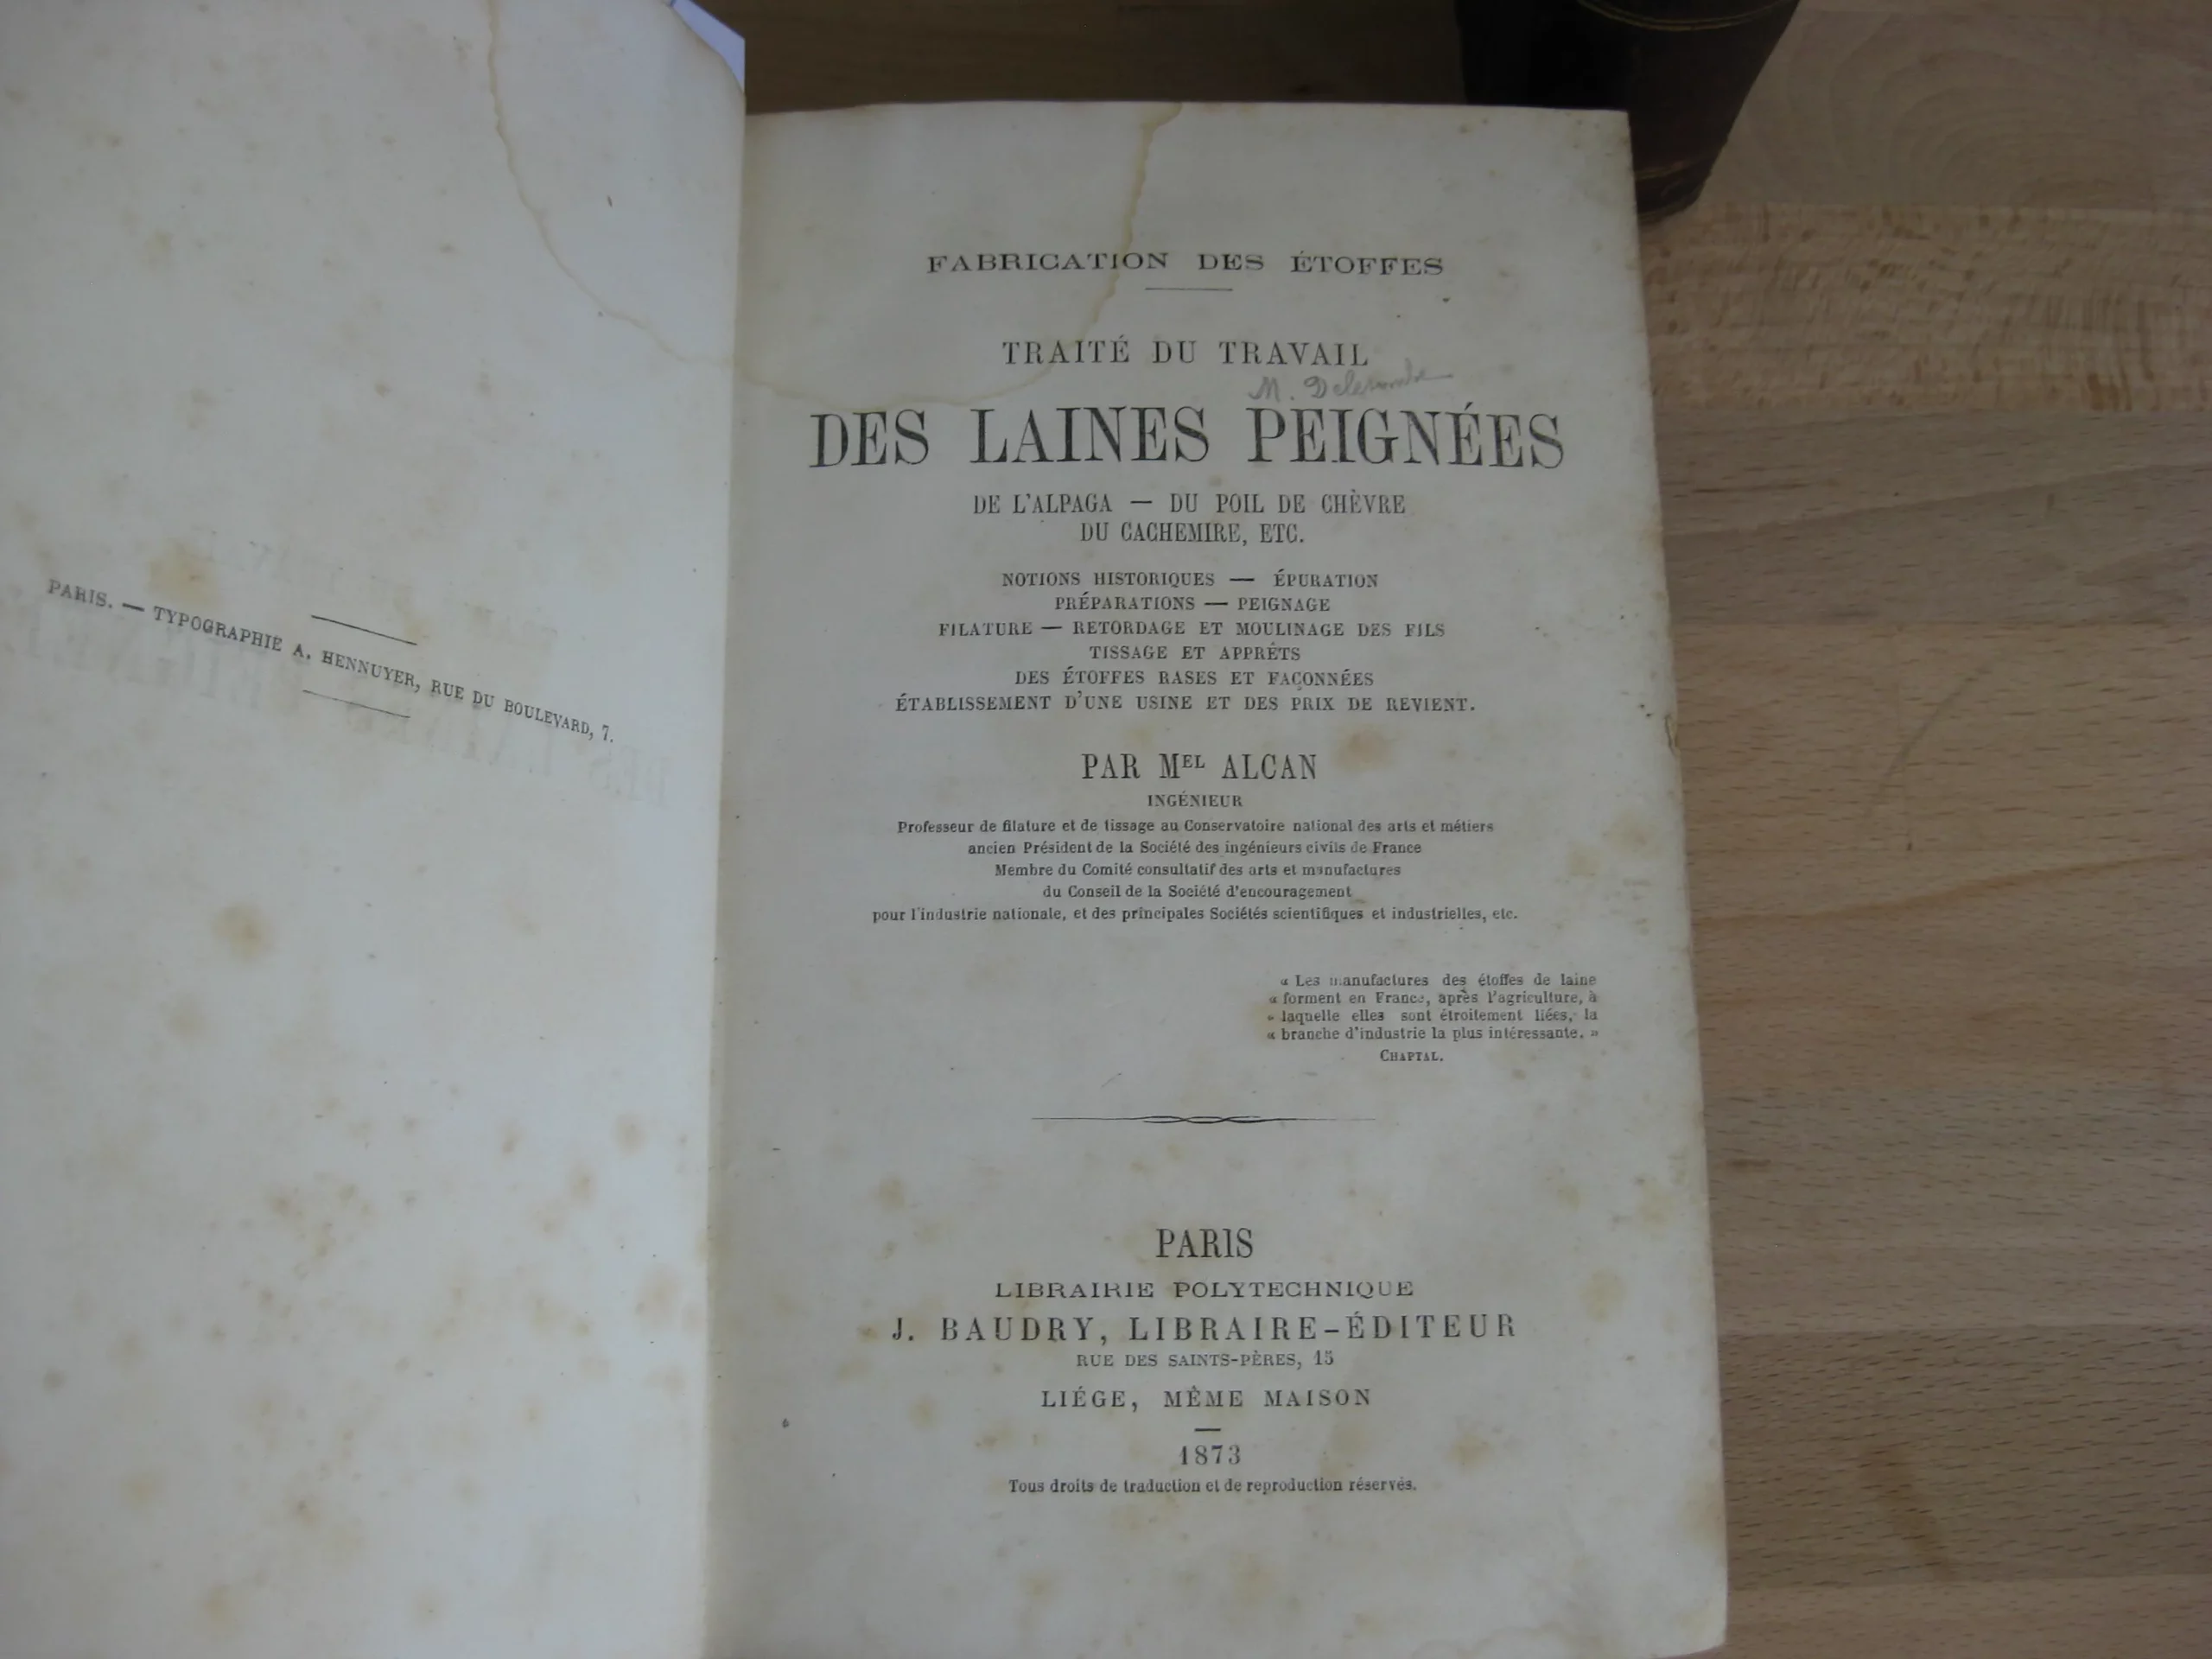 PARIS. — TYPOGRAPHIE A. HENNUYER, RUE DU BOULEVARD, 7.
FABRICATION DES ÉTOFFES
TRAITÉ DU TRAVAIL
M.
DES LAINES PEIGNÉES
DE L'ALPAGA — DU POIL DE CHÈVRE
DU CACHEMIRE, ETC.
NOTIONS HISTORIQUES — ÉPURATION
PRÉPARATIONS — PEIGNAGE
FILATURE — RETORDAGE ET MOULINAGE DES FILS
TISSAGE ET APPRÊTS
DES ÉTOFFES RASES ET FAÇONNÉES
ÉTABLISSEMENT D'UNE USINE ET DES PRIX DE REVIENT.
PAR MEL ALCAN
INGÉNIEUR
Professeur de filature et de tissage au Conservatoire national des arts et métiers
ancien Président de la Société des ingénieurs civils de France
Membre du Comité consultatif des arts et manufactures
du Conseil de la Société d'encouragement
pour l'industrie nationale, et des principales Sociétés scientifiques et industrielles, etc.
« Les manufactures des étoffes de laine
« forment en France, après l'agriculture, à
« laquelle elles sont étroitement liées, la
« branche d'industrie la plus intéressante. »
CHAPTAL.
PARIS
LIBRAIRIE POLYTECHNIQUE
J. BAUDRY, LIBRAIRE-ÉDITEUR
RUE DES SAINTS-PÈRES, 15
LIÉGE, MÊME MAISON
1873
Tous droits de traduction et de reproduction réservés.